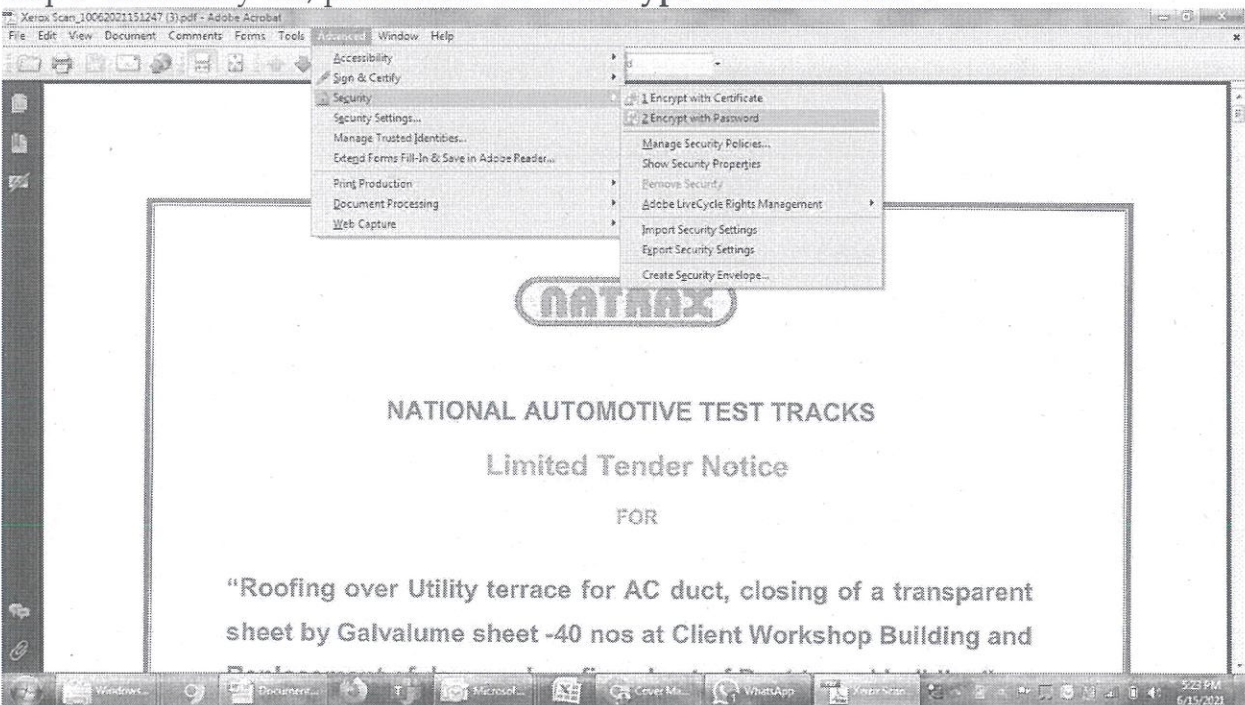 Xerox Scan_10062021151247 (3).pdf - Adobe Acrobat
File Edit View Document Comments Forms Tools Advanced Window Help
Accessibility
Sign & Certify
Security
Security Settings...
Manage Trusted Identities...
Extend Forms Fill-In & Save in Adobe Reader...
Print Production
Document Processing
Web Capture
1 Encrypt with Certificate
2 Encrypt with Password
Manage Security Policies...
Show Security Properties
Remove Security
Adobe LiveCycle Rights Management
Import Security Settings
Export Security Settings
Create Security Envelope...
NATRAX
NATIONAL AUTOMOTIVE TEST TRACKS
Limited Tender Notice
FOR
“Roofing over Utility terrace for AC duct, closing of a transparent
sheet by Galvalume sheet -40 nos at Client Workshop Building and
Windows... Document... Microsof... Cover Ma... WhatsApp Xerox Scan... 5:23 PM
6/15/2021